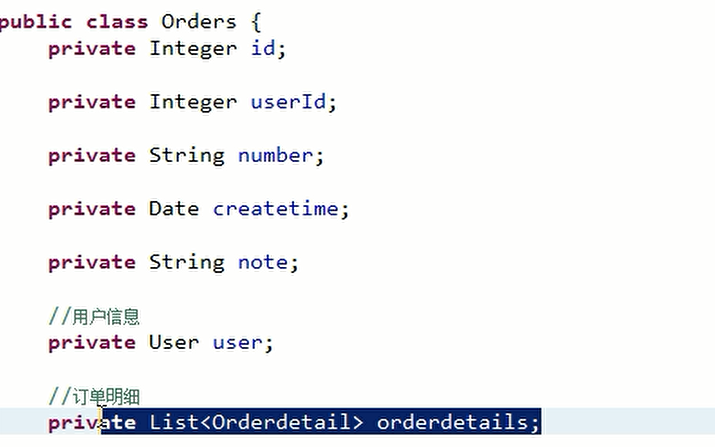 public class Orders {
private Integer id;
private Integer userId;
private String number;
private Date createtime;
private String note;
//用户信息
private User user;
//订单明细
private List<Orderdetail> orderdetails;